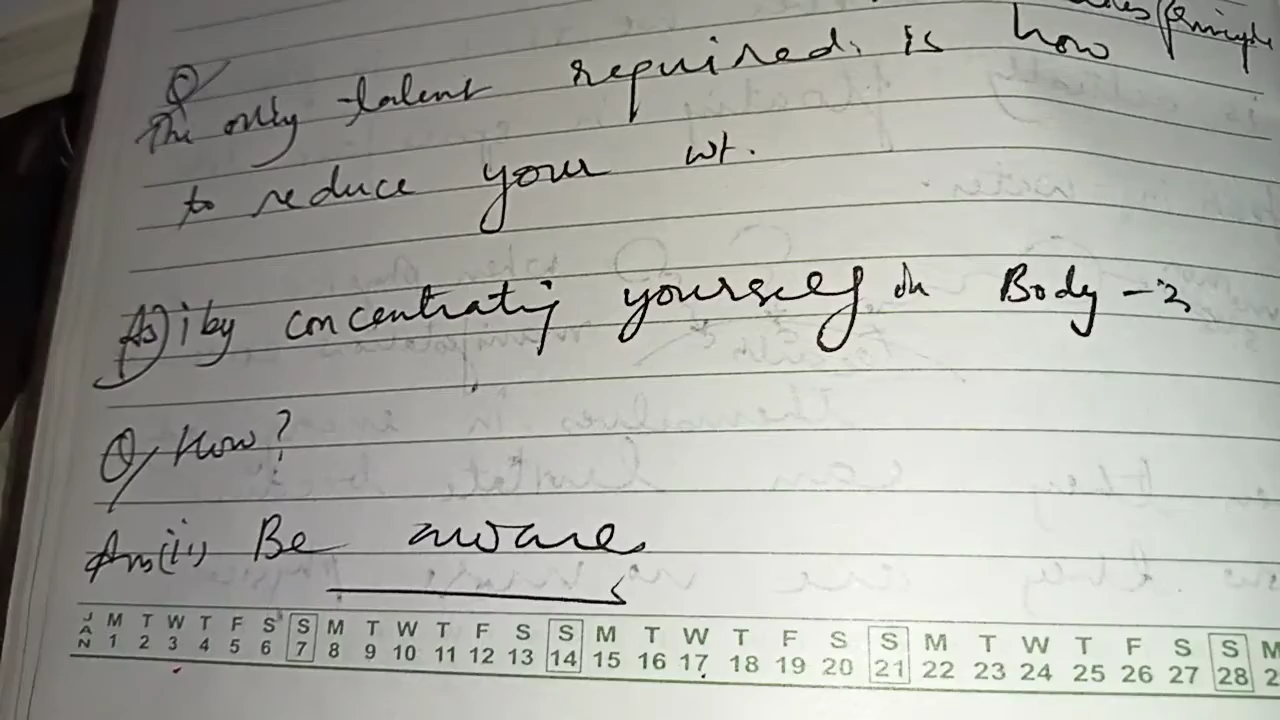 Q/
The only talent required, is how
to reduce your wt.
As) i by concentrating yourself in Body -2
Q/ How?
Ans(i) Be aware
JAN M T W T F S S M T W T F S S M T W T F S S M T W T F S S M
1 2 3 4 5 6 7 8 9 10 11 12 13 14 15 16 17 18 19 20 21 22 23 24 25 26 27 28